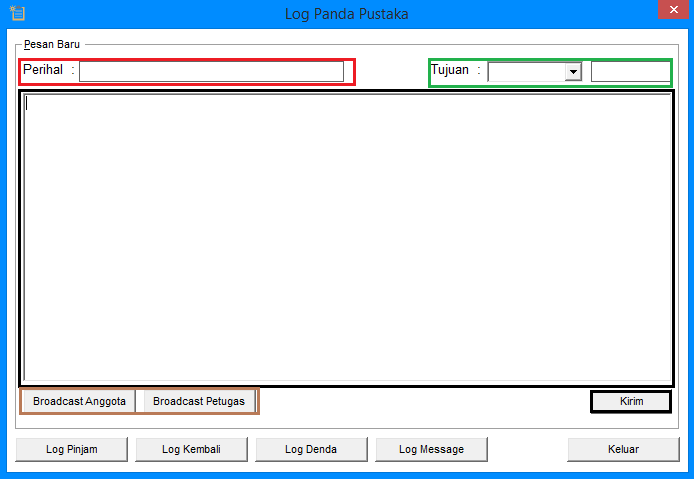 Log Panda Pustaka
Pesan Baru
Perihal :
Tujuan :
Broadcast Anggota
Broadcast Petugas
Kirim
Log Pinjam
Log Kembali
Log Denda
Log Message
Keluar